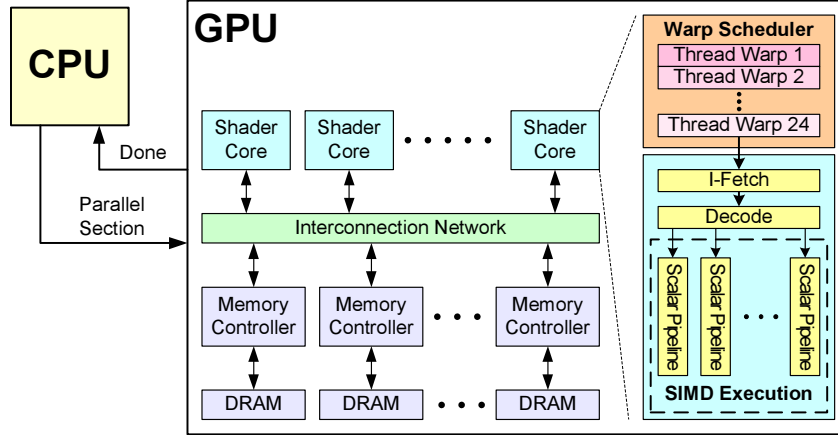 CPU
Done
Parallel
Section
GPU
Shader
Core
Shader
Core
Shader
Core
Interconnection Network
Memory
Controller
Memory
Controller
Memory
Controller
DRAM
DRAM
DRAM
Warp Scheduler
Thread Warp 1
Thread Warp 2
Thread Warp 24
I-Fetch
Decode
Scalar Pipeline
Scalar Pipeline
Scalar Pipeline
SIMD Execution